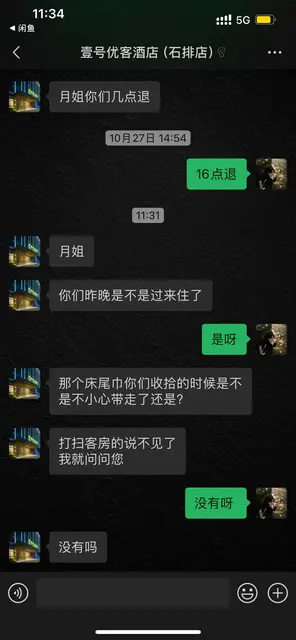 11:34
5G
闲鱼
壹号优客酒店（石排店）
月姐你们几点退
10月27日 14:54
16点退
11:31
月姐
你们昨晚是不是过来住了
是呀
那个床尾巾你们收拾的时候是不
是不小心带走了还是?
打扫客房的说不见了
我就问问您
没有呀
没有吗